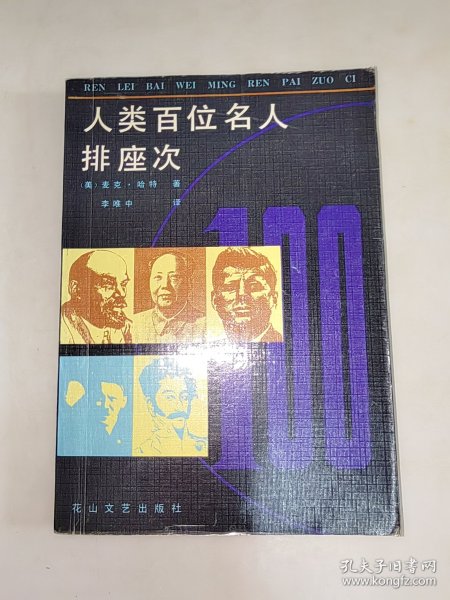 REN LEI BAI WEI MING REN PAI ZUO CI
人类百位名人
排座次
(美)麦克·哈特 著
李唯中 译
100
花山文艺出版社
孔夫子旧书网
www.kongfz.com